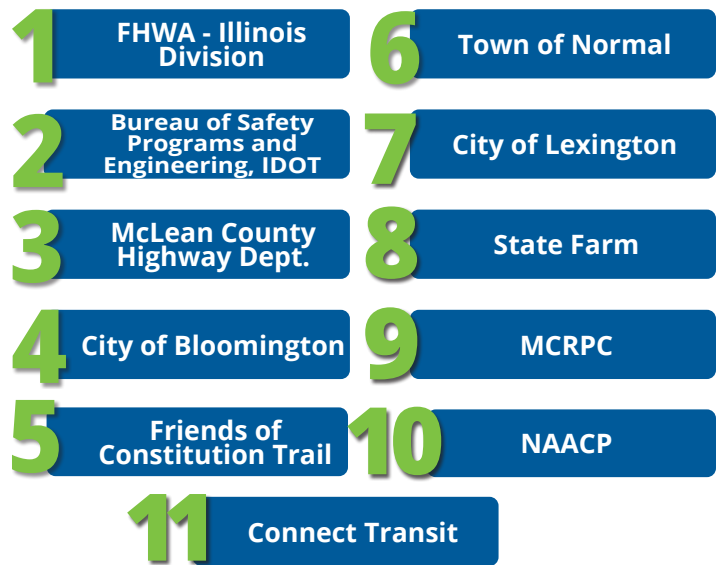 1
FHWA - Illinois
Division
2
Bureau of Safety
Programs and
Engineering, IDOT
3
McLean County
Highway Dept.
4
City of Bloomington
5
Friends of
Constitution Trail
6
Town of Normal
7
City of Lexington
8
State Farm
9
MCRPC
10
NAACP
11
Connect Transit